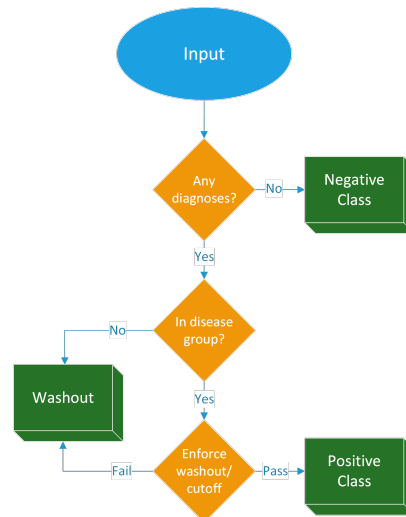 Input
Any
diagnoses?
No
Negative
Class
Yes
In disease
group?
No
Washout
Yes
Enforce
washout/
cutoff
Fail
Pass
Positive
Class